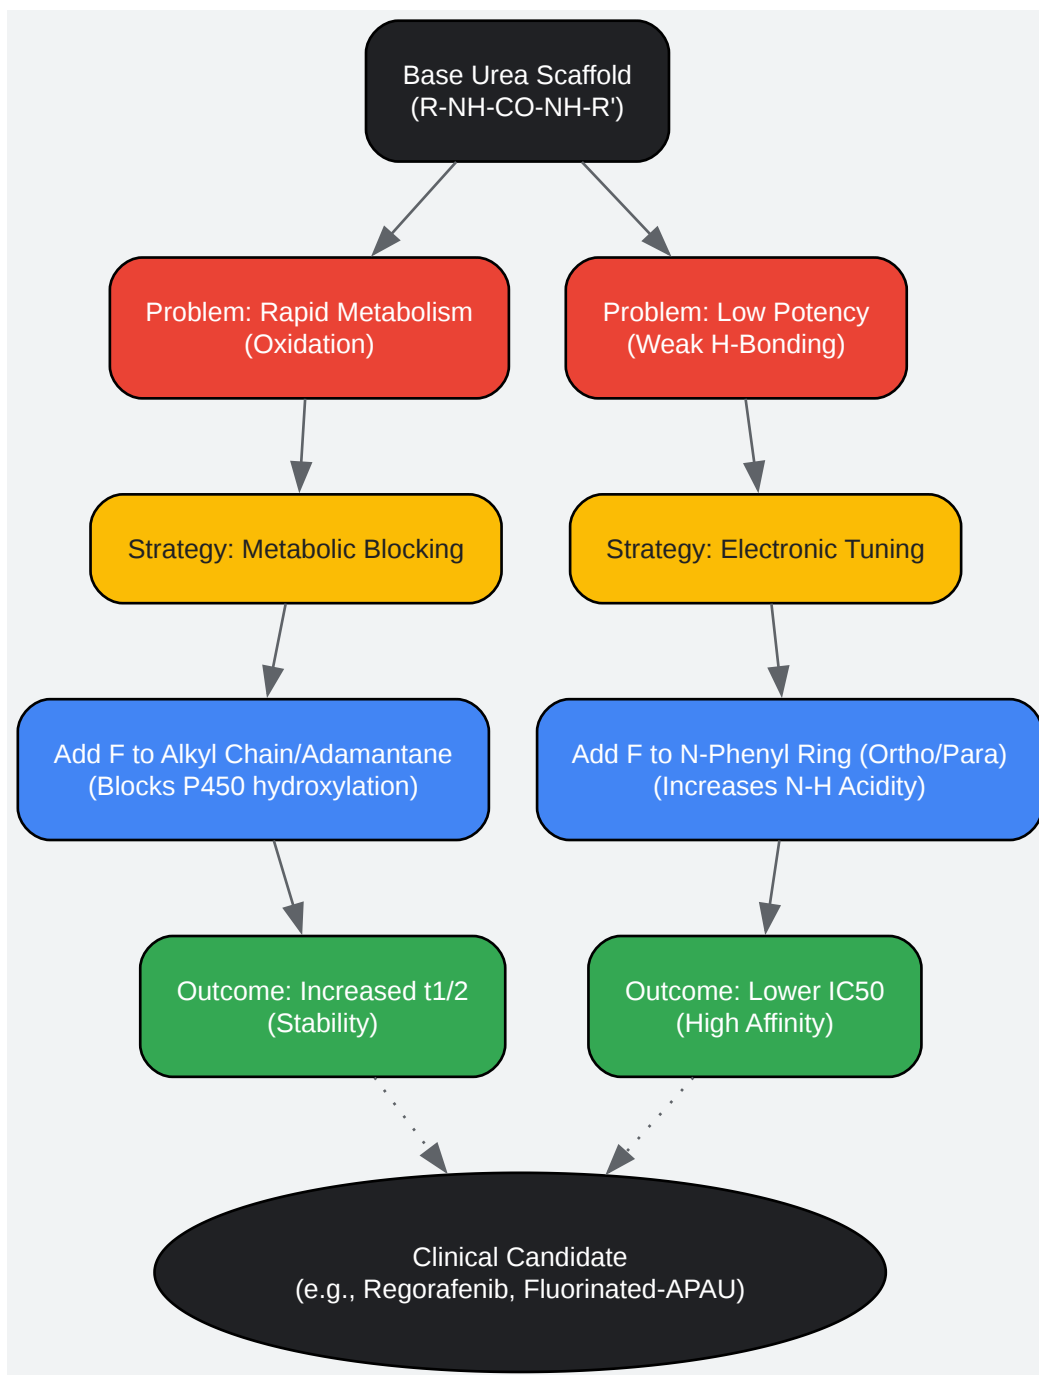 Base Urea Scaffold
(R-NH-CO-NH-R')
Problem: Rapid Metabolism
(Oxidation)
Problem: Low Potency
(Weak H-Bonding)
Strategy: Metabolic Blocking
Strategy: Electronic Tuning
Add F to Alkyl Chain/Adamantane
(Blocks P450 hydroxylation)
Add F to N-Phenyl Ring (Ortho/Para)
(Increases N-H Acidity)
Outcome: Increased t1/2
(Stability)
Outcome: Lower IC50
(High Affinity)
Clinical Candidate
(e.g., Regorafenib, Fluorinated-APAU)